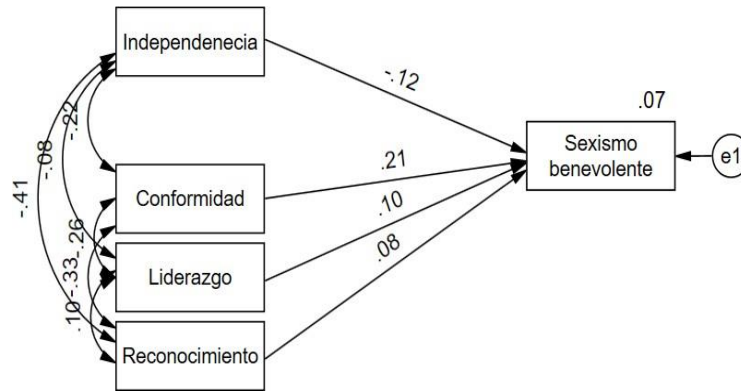 Independenecia
-.12
.07
Sexismo
benevolente
e1
-.22
-.08
-.41
.21
Conformidad
.10
-.26
Liderazgo
.08
-.33
.10
Reconocimiento